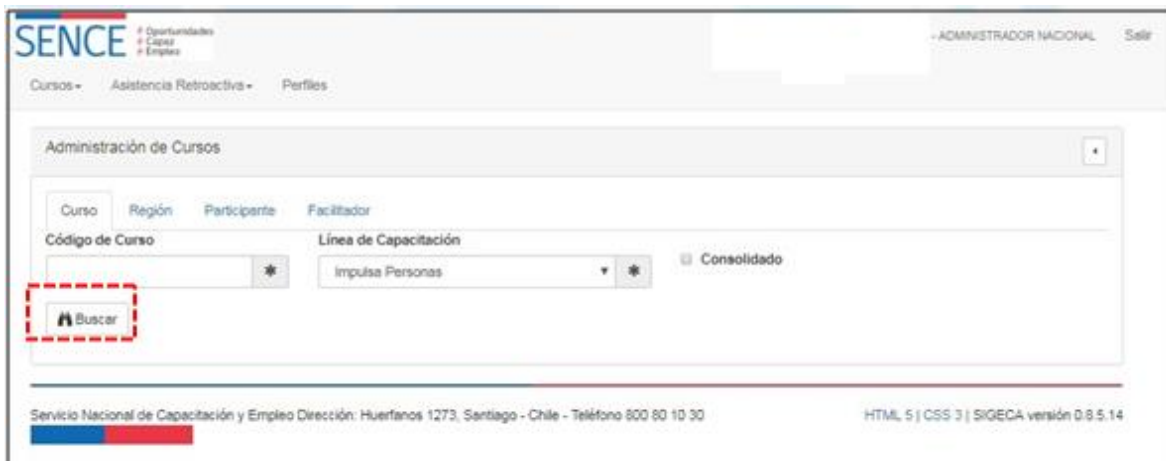 SENCE
# Oportunidades
# Capaz
# Empleo
- ADMINISTRADOR NACIONAL Salir
Cursos Asistencia Retroactiva Perfiles
Administración de Cursos
Curso Región Participante Facilitador
Código de Curso Línea de Capacitación
* Impulsa Personas * Consolidado
Buscar
Servicio Nacional de Capacitación y Empleo Dirección: Huerfanos 1273, Santiago - Chile - Teléfono 800 80 10 30 HTML 5 | CSS 3 | SIGECA versión 0.8.5.14